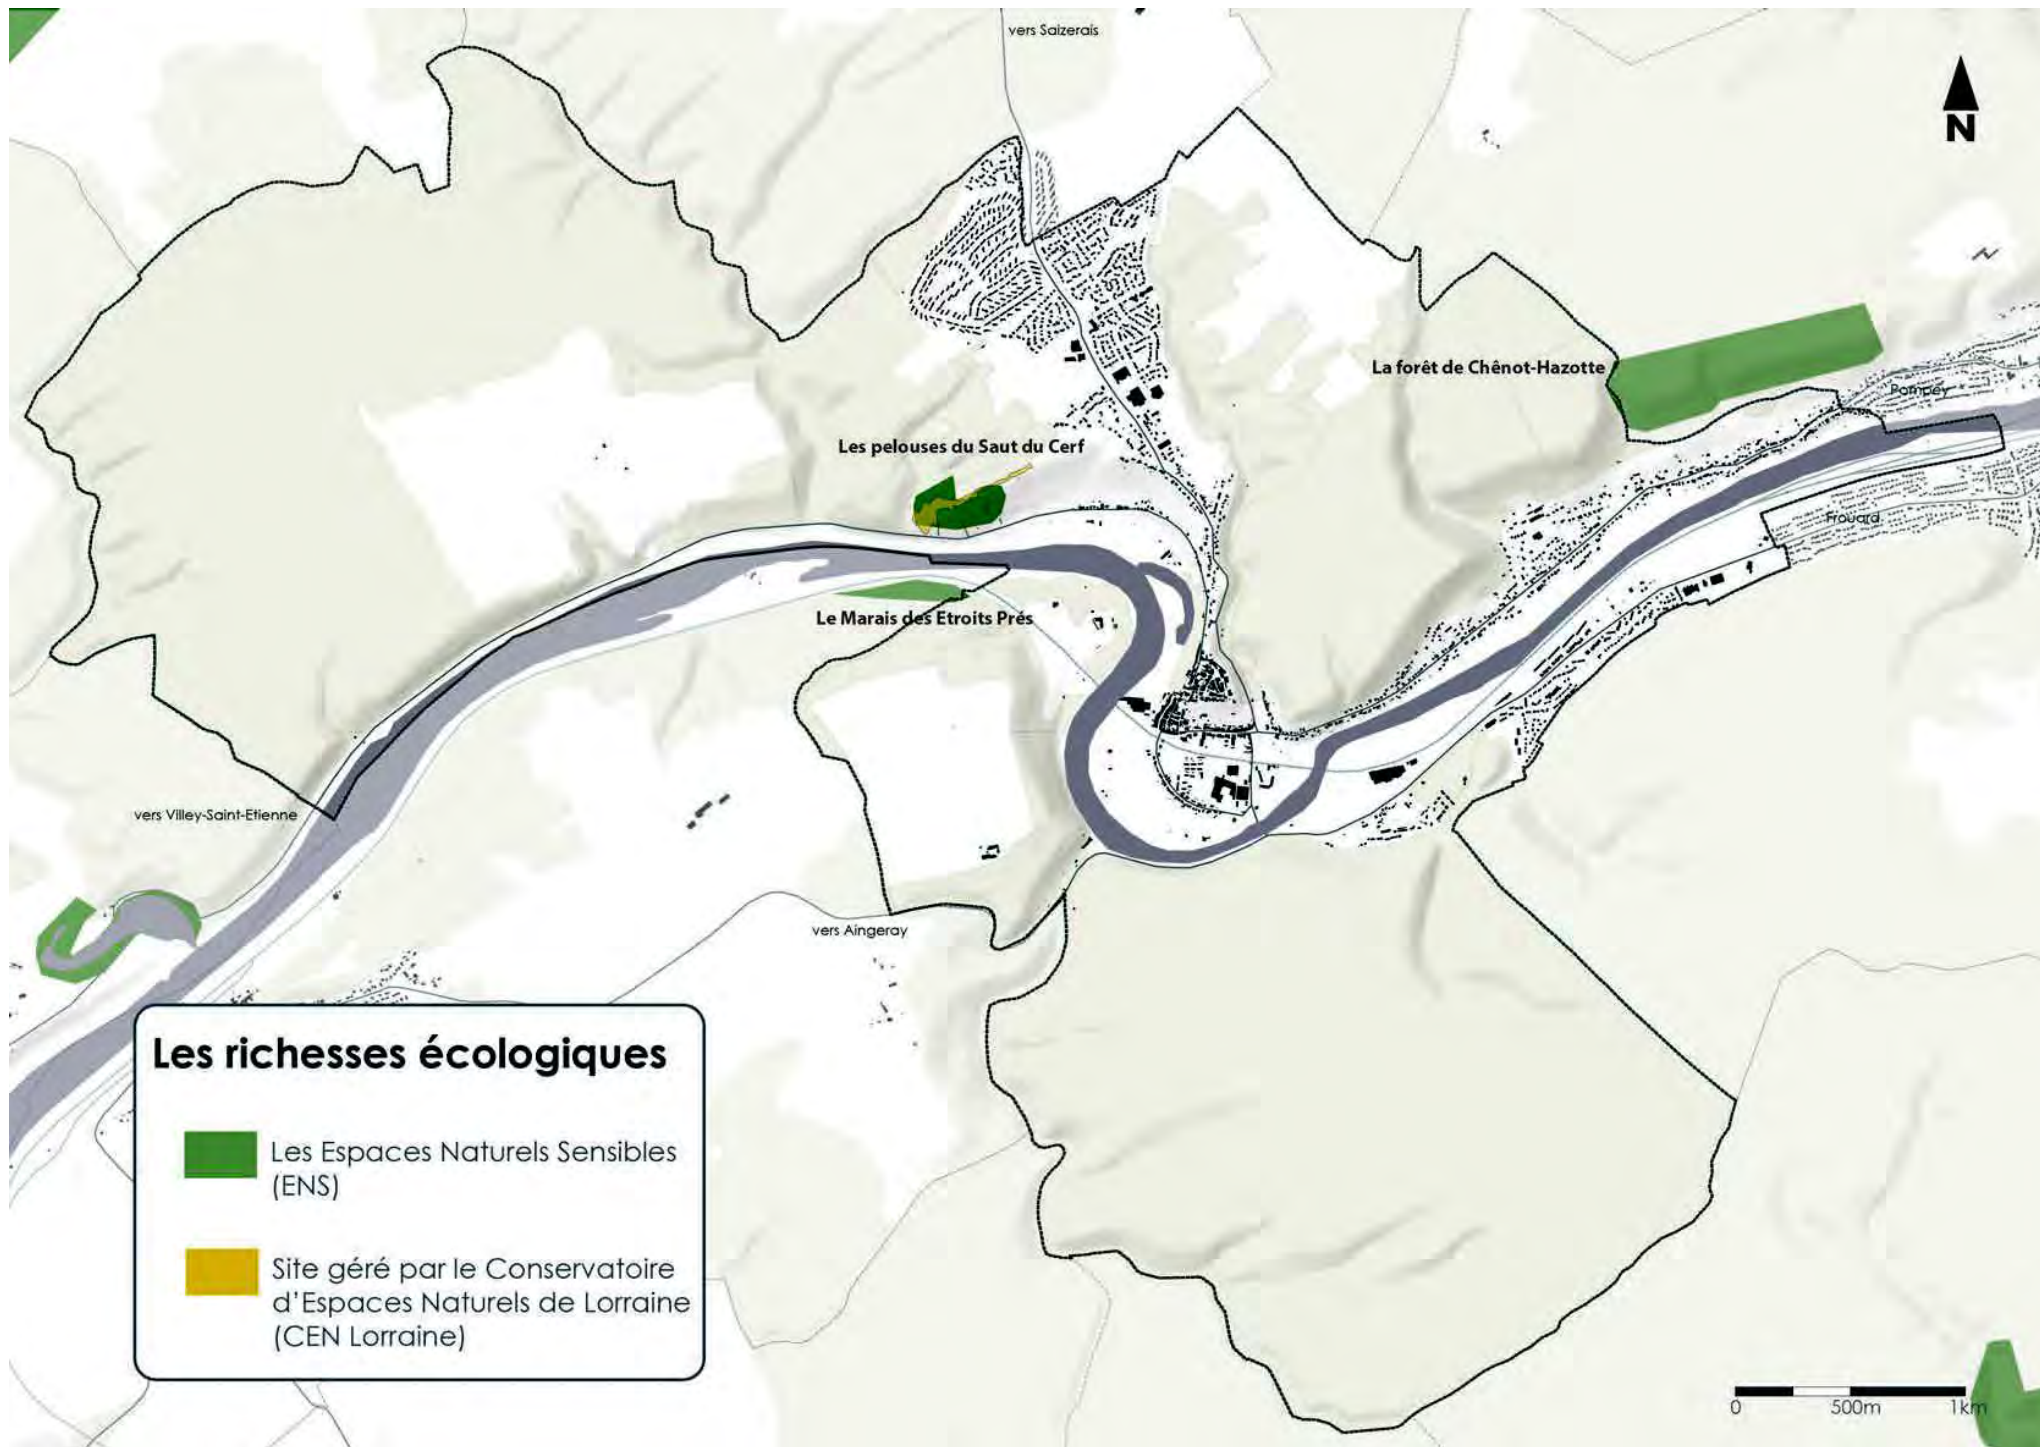 vers Saizerais
N
La forêt de Chênot-Hazotte
Pompey
Les pelouses du Saut du Cerf
Frouard
Le Marais des Etroits Prés
vers Villey-Saint-Etienne
vers Aingeray
Les richesses écologiques
Les Espaces Naturels Sensibles
(ENS)
Site géré par le Conservatoire
d'Espaces Naturels de Lorraine
(CEN Lorraine)
0 500m 1km